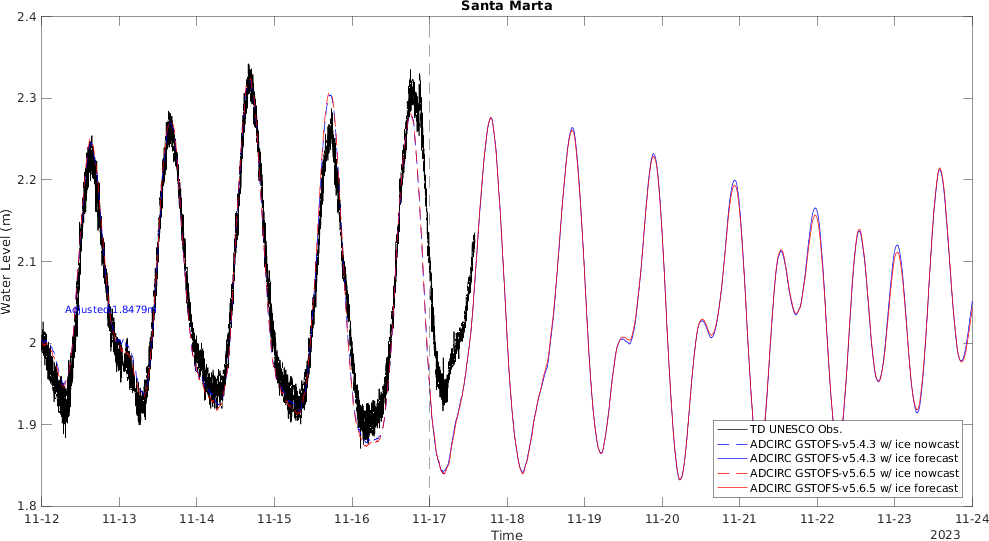 Santa Marta
2.4
2.3
2.2
2.1
2
1.9
1.8
Water Level (m)
Adjusted 1.8479m
TD UNESCO Obs.
ADCIRC GSTOFS-v5.4.3 w/ ice nowcast
ADCIRC GSTOFS-v5.4.3 w/ ice forecast
ADCIRC GSTOFS-v5.6.5 w/ ice nowcast
ADCIRC GSTOFS-v5.6.5 w/ ice forecast
11-12 11-13 11-14 11-15 11-16 11-17 11-18 11-19 11-20 11-21 11-22 11-23 11-24
Time
2023